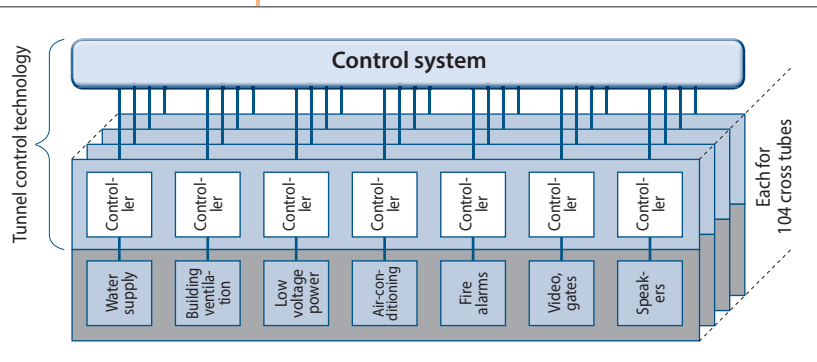 Control system
Tunnel control technology
Control-
ler
Control-
ler
Control-
ler
Control-
ler
Control-
ler
Control-
ler
Control-
ler
Water
supply
Building
ventila-
tion
Low
voltage
power
Air-con-
ditioning
Fire
alarms
Video,
gates
Speak-
ers
Each for
104 cross tubes